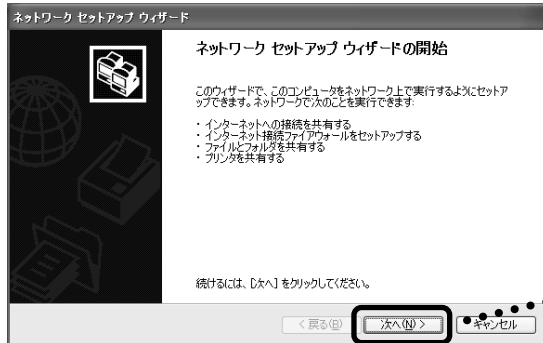 ネットワーク セットアップ ウィザード
ネットワーク セットアップ ウィザードの開始
このウィザードで、このコンピュータをネットワーク上で実行するようにセットア
ップできます。ネットワークで次のことを実行できます:
・インターネットへの接続を共有する
・インターネット接続ファイアウォールをセットアップする
・ファイルとフォルダを共有する
・プリンタを共有する
続けるには、[次へ] をクリックしてください。
< 戻る(B) 次へ(N) > キャンセル